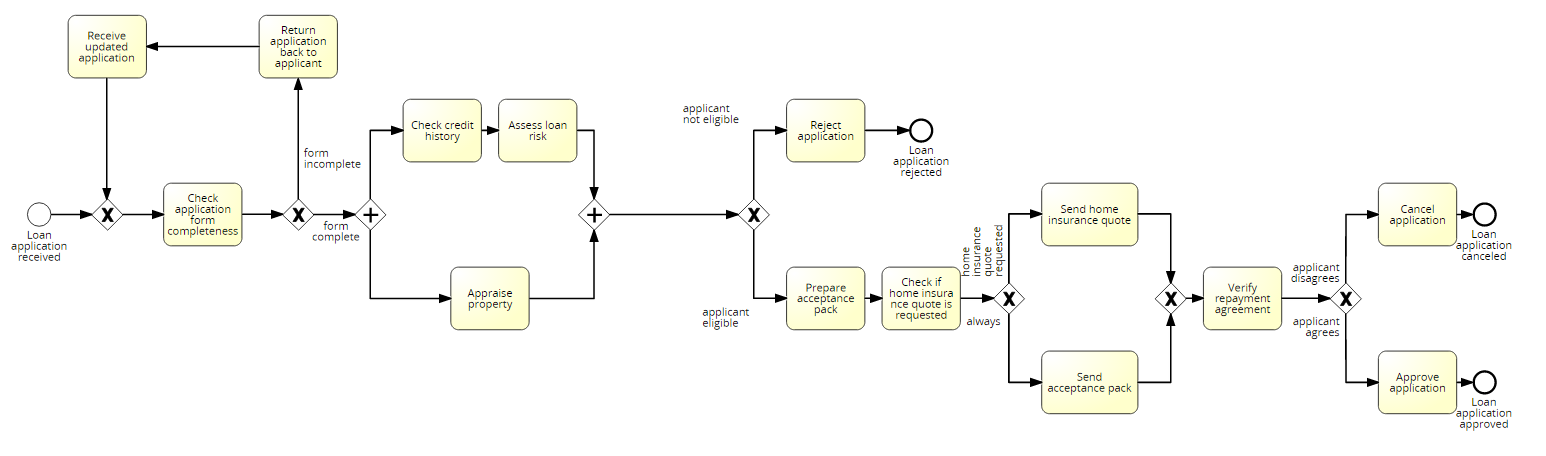 Receive
updated
application
Return
application
back to
applicant
form
incomplete
Loan
application
received
X
Check
application
form
completeness
X
form
complete
+
Check credit
history
Assess loan
risk
Appraise
property
+
applicant
not eligible
X
applicant
eligible
Reject
application
Loan
application
rejected
Prepare
acceptance
pack
Check if
home insura
nce quote is
requested
home
insurance
quote
requested
X
always
Send home
insurance quote
Send
acceptance pack
X
Verify
repayment
agreement
applicant
disagrees
X
applicant
agrees
Cancel
application
Loan
application
canceled
Approve
application
Loan
application
approved